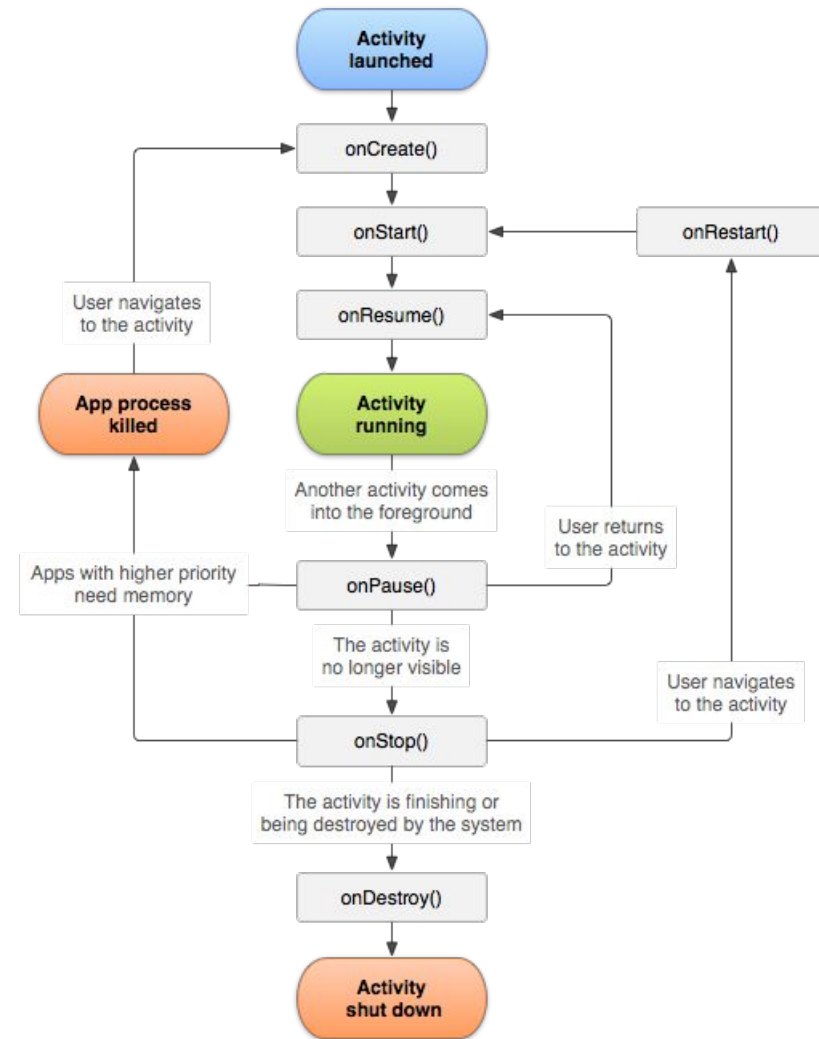 Activity
launched
onCreate()
onStart()
onRestart()
User navigates
to the activity
onResume()
App process
killed
Activity
running
Another activity comes
into the foreground
User returns
to the activity
Apps with higher priority
need memory
onPause()
The activity is
no longer visible
User navigates
to the activity
onStop()
The activity is finishing or
being destroyed by the system
onDestroy()
Activity
shut down